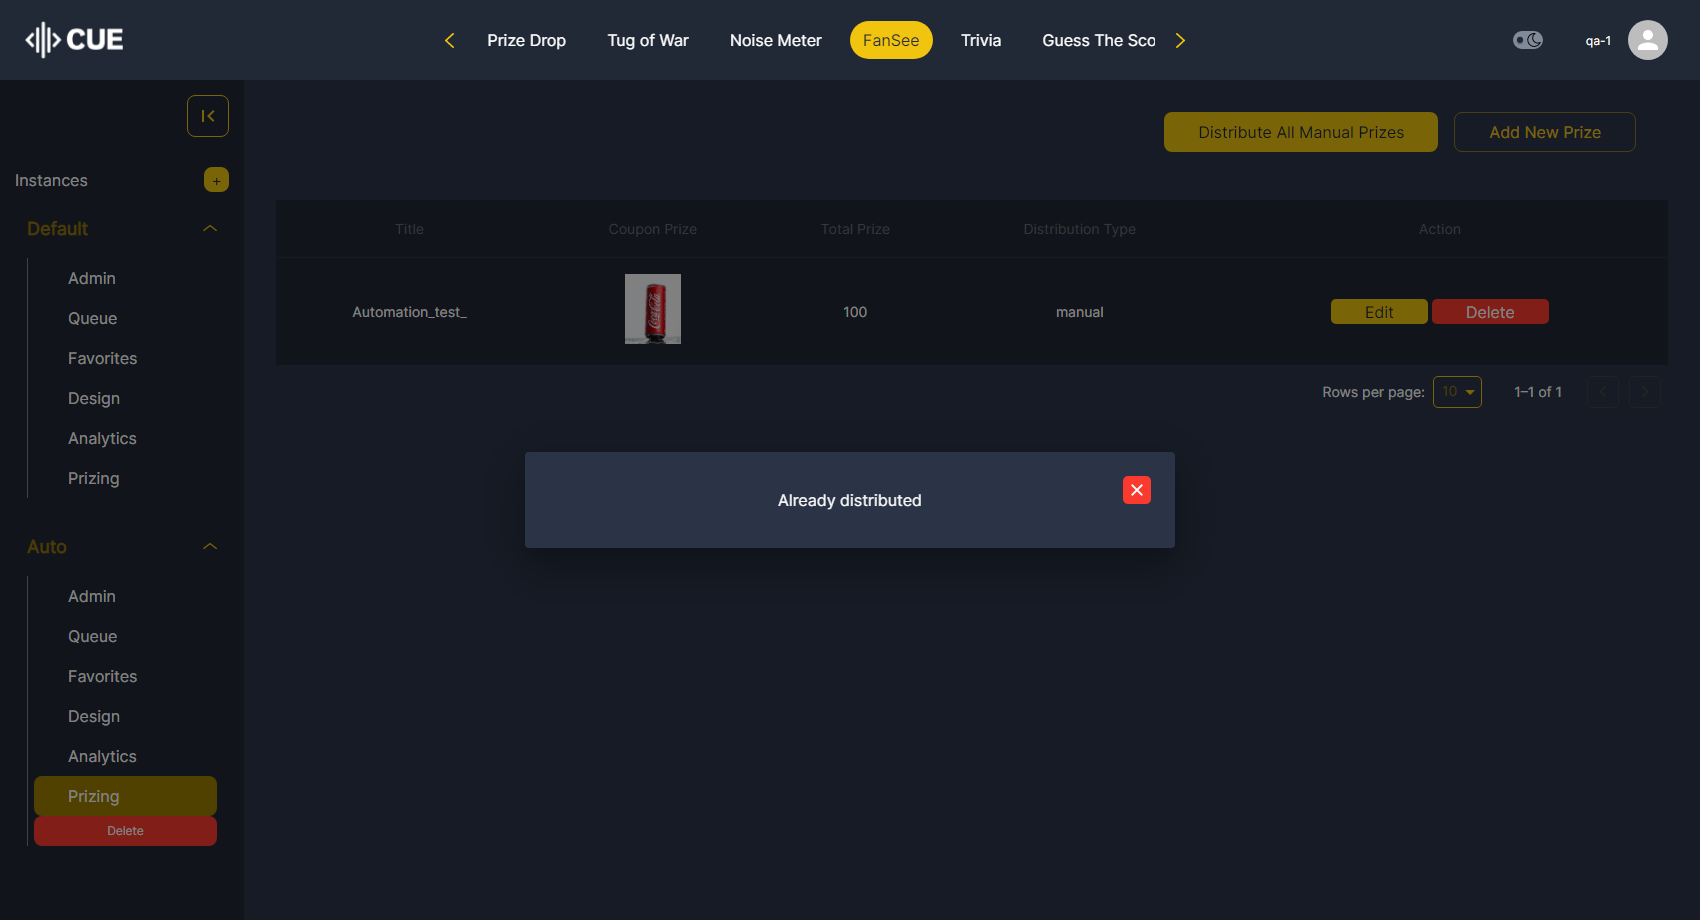 CUE
Prize Drop
Tug of War
Noise Meter
FanSee
Trivia
Guess The Sco
qa-1
Distribute All Manual Prizes
Add New Prize
Instances
+
Default
Admin
Queue
Favorites
Design
Analytics
Prizing
Auto
Admin
Queue
Favorites
Design
Analytics
Prizing
Delete
Title
Coupon Prize
Total Prize
Distribution Type
Action
Automation_test_
Coca-Cola
100
manual
Edit
Delete
Rows per page:
10
1–1 of 1
Already distributed